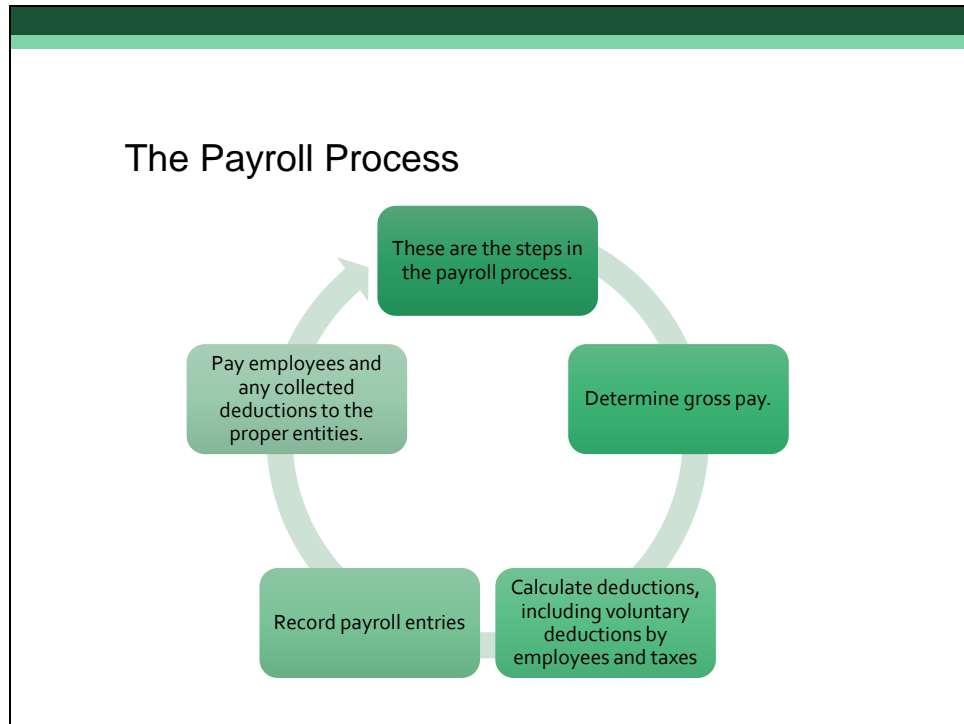 The Payroll Process
These are the steps in
the payroll process.
Determine gross pay.
Calculate deductions,
including voluntary
deductions by
employees and taxes
Record payroll entries
Pay employees and
any collected
deductions to the
proper entities.